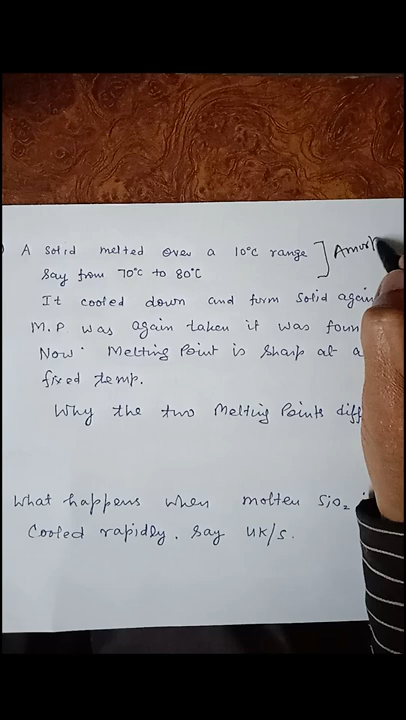 A solid melted over a 10°C range ] Amor
Say from 70°C to 80°C
It cooled down and form solid again
M.P. was again taken it was foun
Now Melting Point is sharp at a
fixed temp.
Why the two Melting Points diff
What happens when molten SiO₂
Cooled rapidly. Say 4K/s.